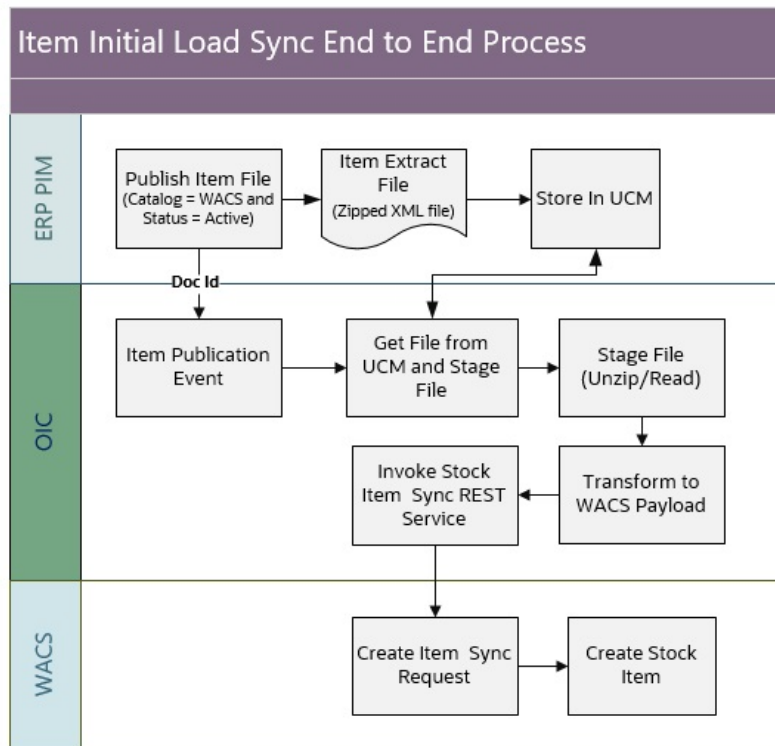 Item Initial Load Sync End to End Process
ERP PIM
Publish Item File
(Catalog = WACS and
Status = Active)
Item Extract
File
(Zipped XML file)
Store In UCM
Doc Id
OIC
Item Publication
Event
Get File from
UCM and Stage
File
Stage File
(Unzip/Read)
Invoke Stock
Item Sync REST
Service
Transform to
WACS Payload
WACS
Create Item Sync
Request
Create Stock
Item